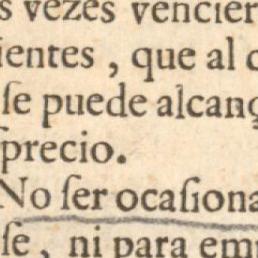 s vezes vencier
ientes, que al c
ſe puede alcanç
precio.
No ſer ocaſiona
ſe, ni para em